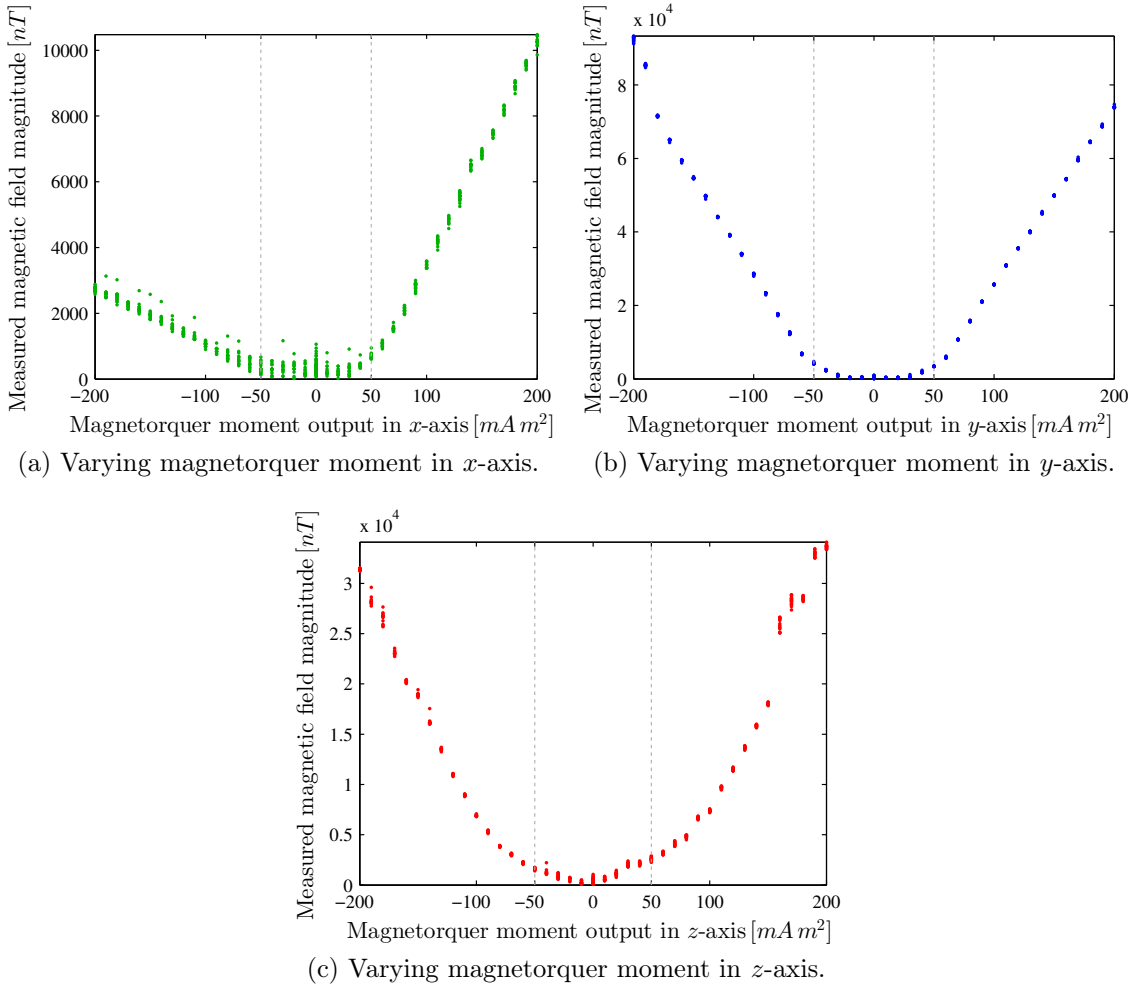 x 10⁴
10000
8000
6000
4000
2000
0
−200 −100 −50 0 50 100 200
Measured magnetic field magnitude [nT]
Magnetorquer moment output in x-axis [mA m²]
(a) Varying magnetorquer moment in x-axis.
8
6
4
2
0
−200 −100 −50 0 50 100 200
Measured magnetic field magnitude [nT]
Magnetorquer moment output in y-axis [mA m²]
(b) Varying magnetorquer moment in y-axis.
x 10⁴
3
2.5
2
1.5
1
0.5
0
−200 −100 −50 0 50 100 200
Measured magnetic field magnitude [nT]
Magnetorquer moment output in z-axis [mA m²]
(c) Varying magnetorquer moment in z-axis.